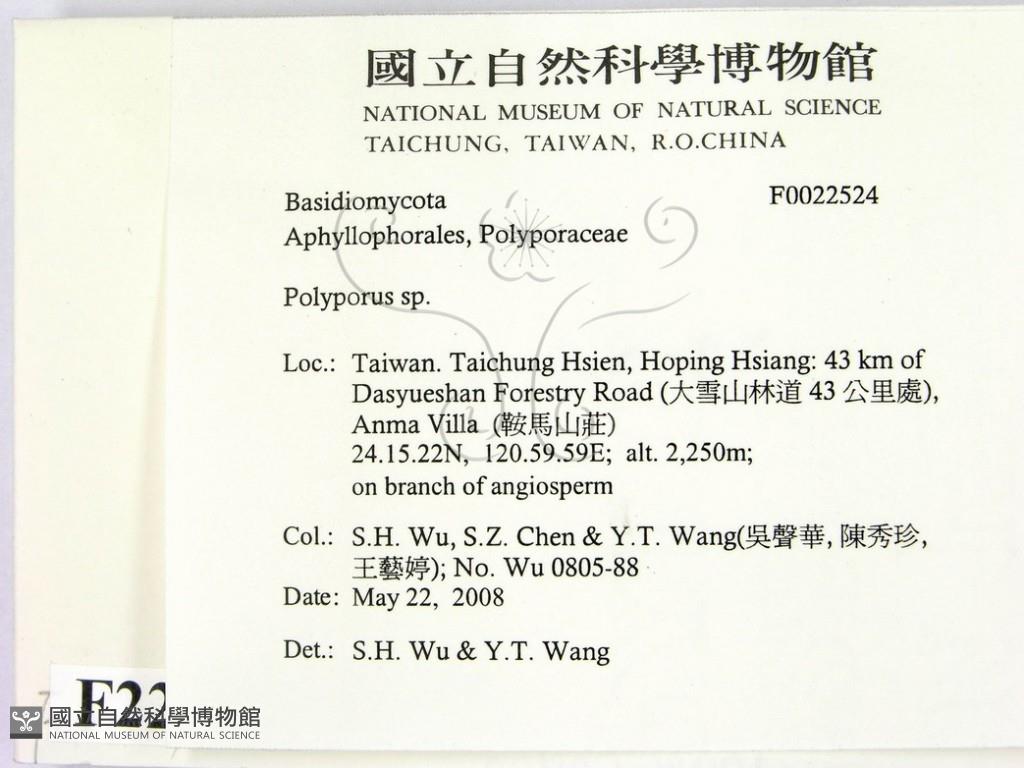 國立自然科學博物館
NATIONAL MUSEUM OF NATURAL SCIENCE
TAICHUNG, TAIWAN, R.O.CHINA
Basidiomycota F0022524
Aphyllophorales, Polyporaceae
Polyporus sp.
Loc.: Taiwan. Taichung Hsien, Hoping Hsiang: 43 km of
Dasyueshan Forestry Road (大雪山林道 43 公里處),
Anma Villa (鞍馬山莊)
24.15.22N, 120.59.59E; alt. 2,250m;
on branch of angiosperm
Col.: S.H. Wu, S.Z. Chen & Y.T. Wang(吳聲華, 陳秀珍,
王藝婷); No. Wu 0805-88
Date: May 22, 2008
Det.: S.H. Wu & Y.T. Wang
F22
國立自然科學博物館
NATIONAL MUSEUM OF NATURAL SCIENCE